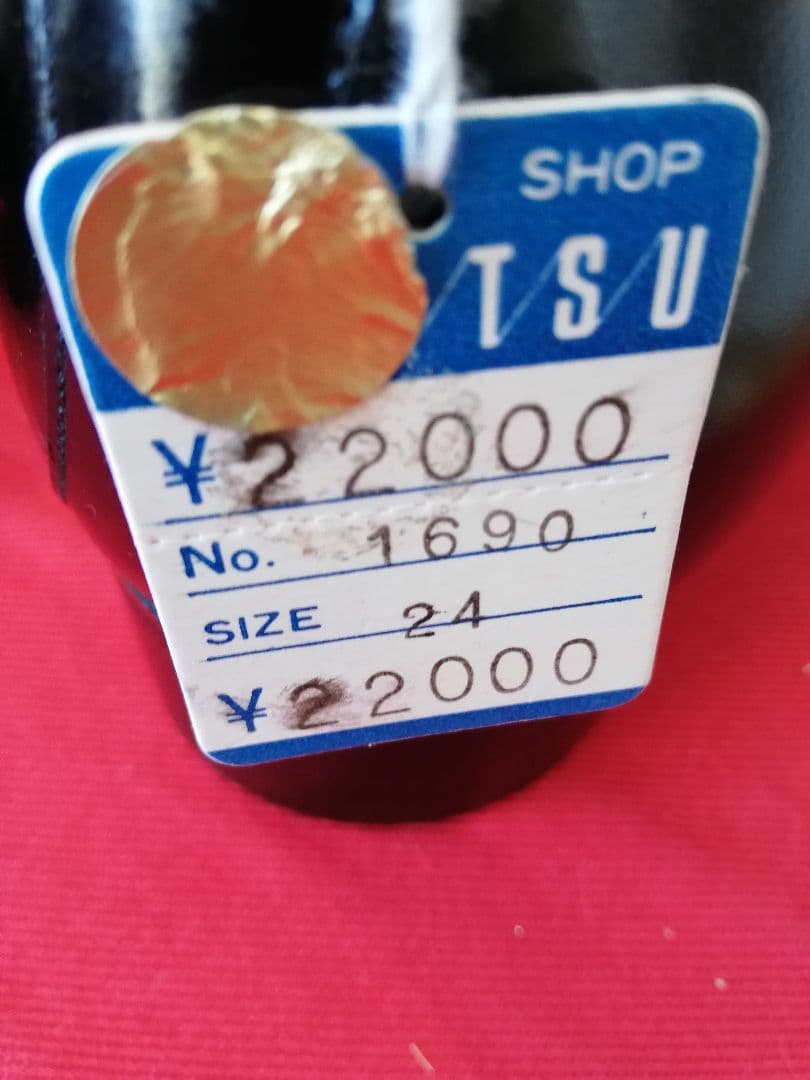 SHOP
TSU
¥22000
No. 1690
SIZE 24
¥22000